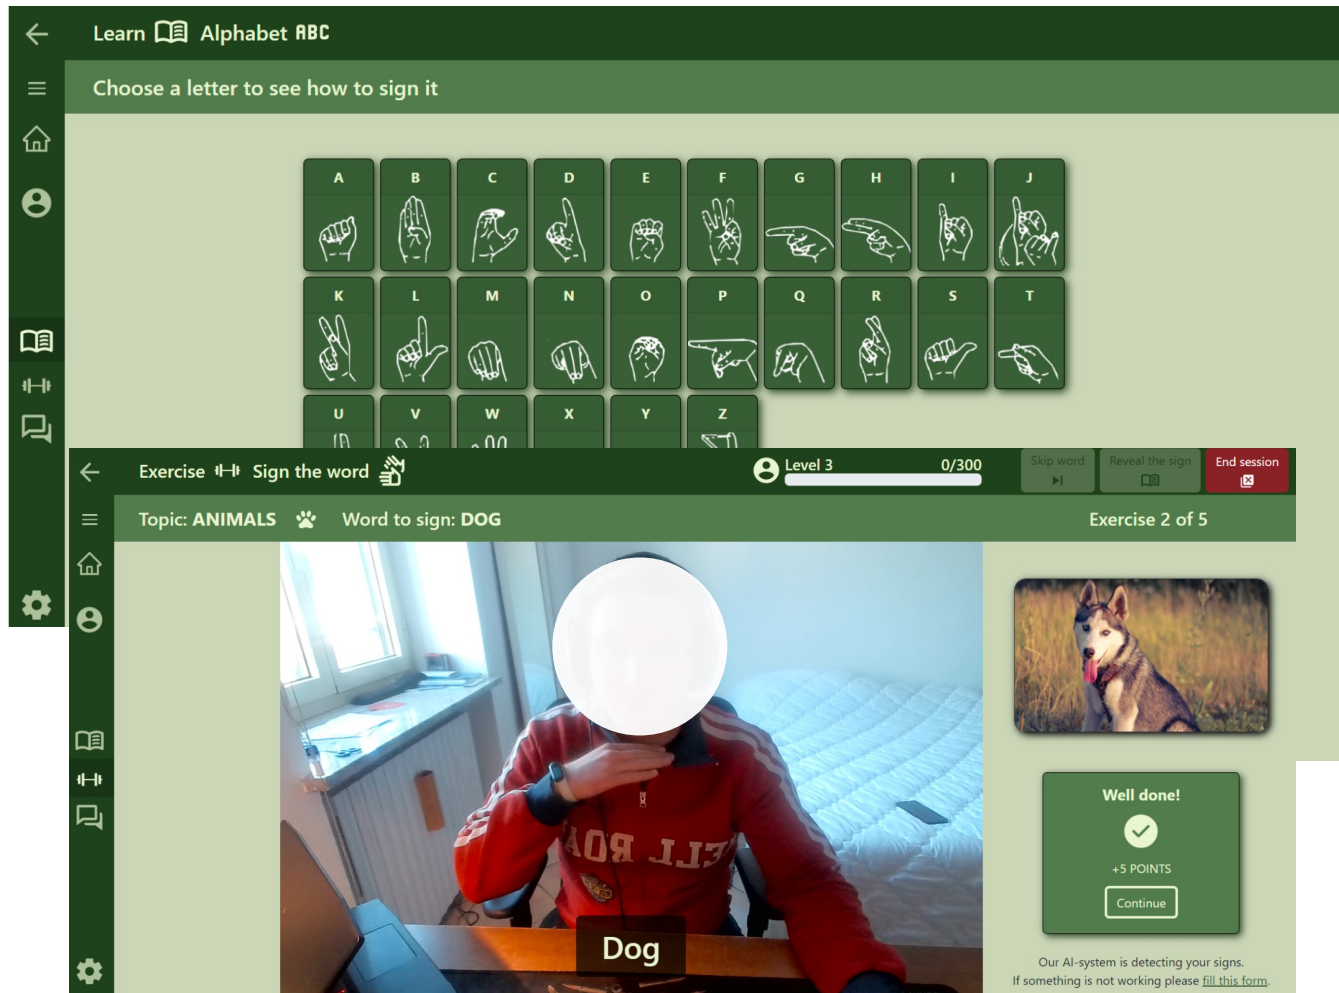 Learn Alphabet ABC
Choose a letter to see how to sign it
A B C D E F G H I J
K L M N O P Q R S T
U V W X Y Z
Exercise Sign the word
Level 3 0/300
Skip word
Reveal the sign
End session
Topic: ANIMALS Word to sign: DOG
Exercise 2 of 5
Well done!
+5 POINTS
Continue
Dog
Our AI-system is detecting your signs.
If something is not working please fill this form.